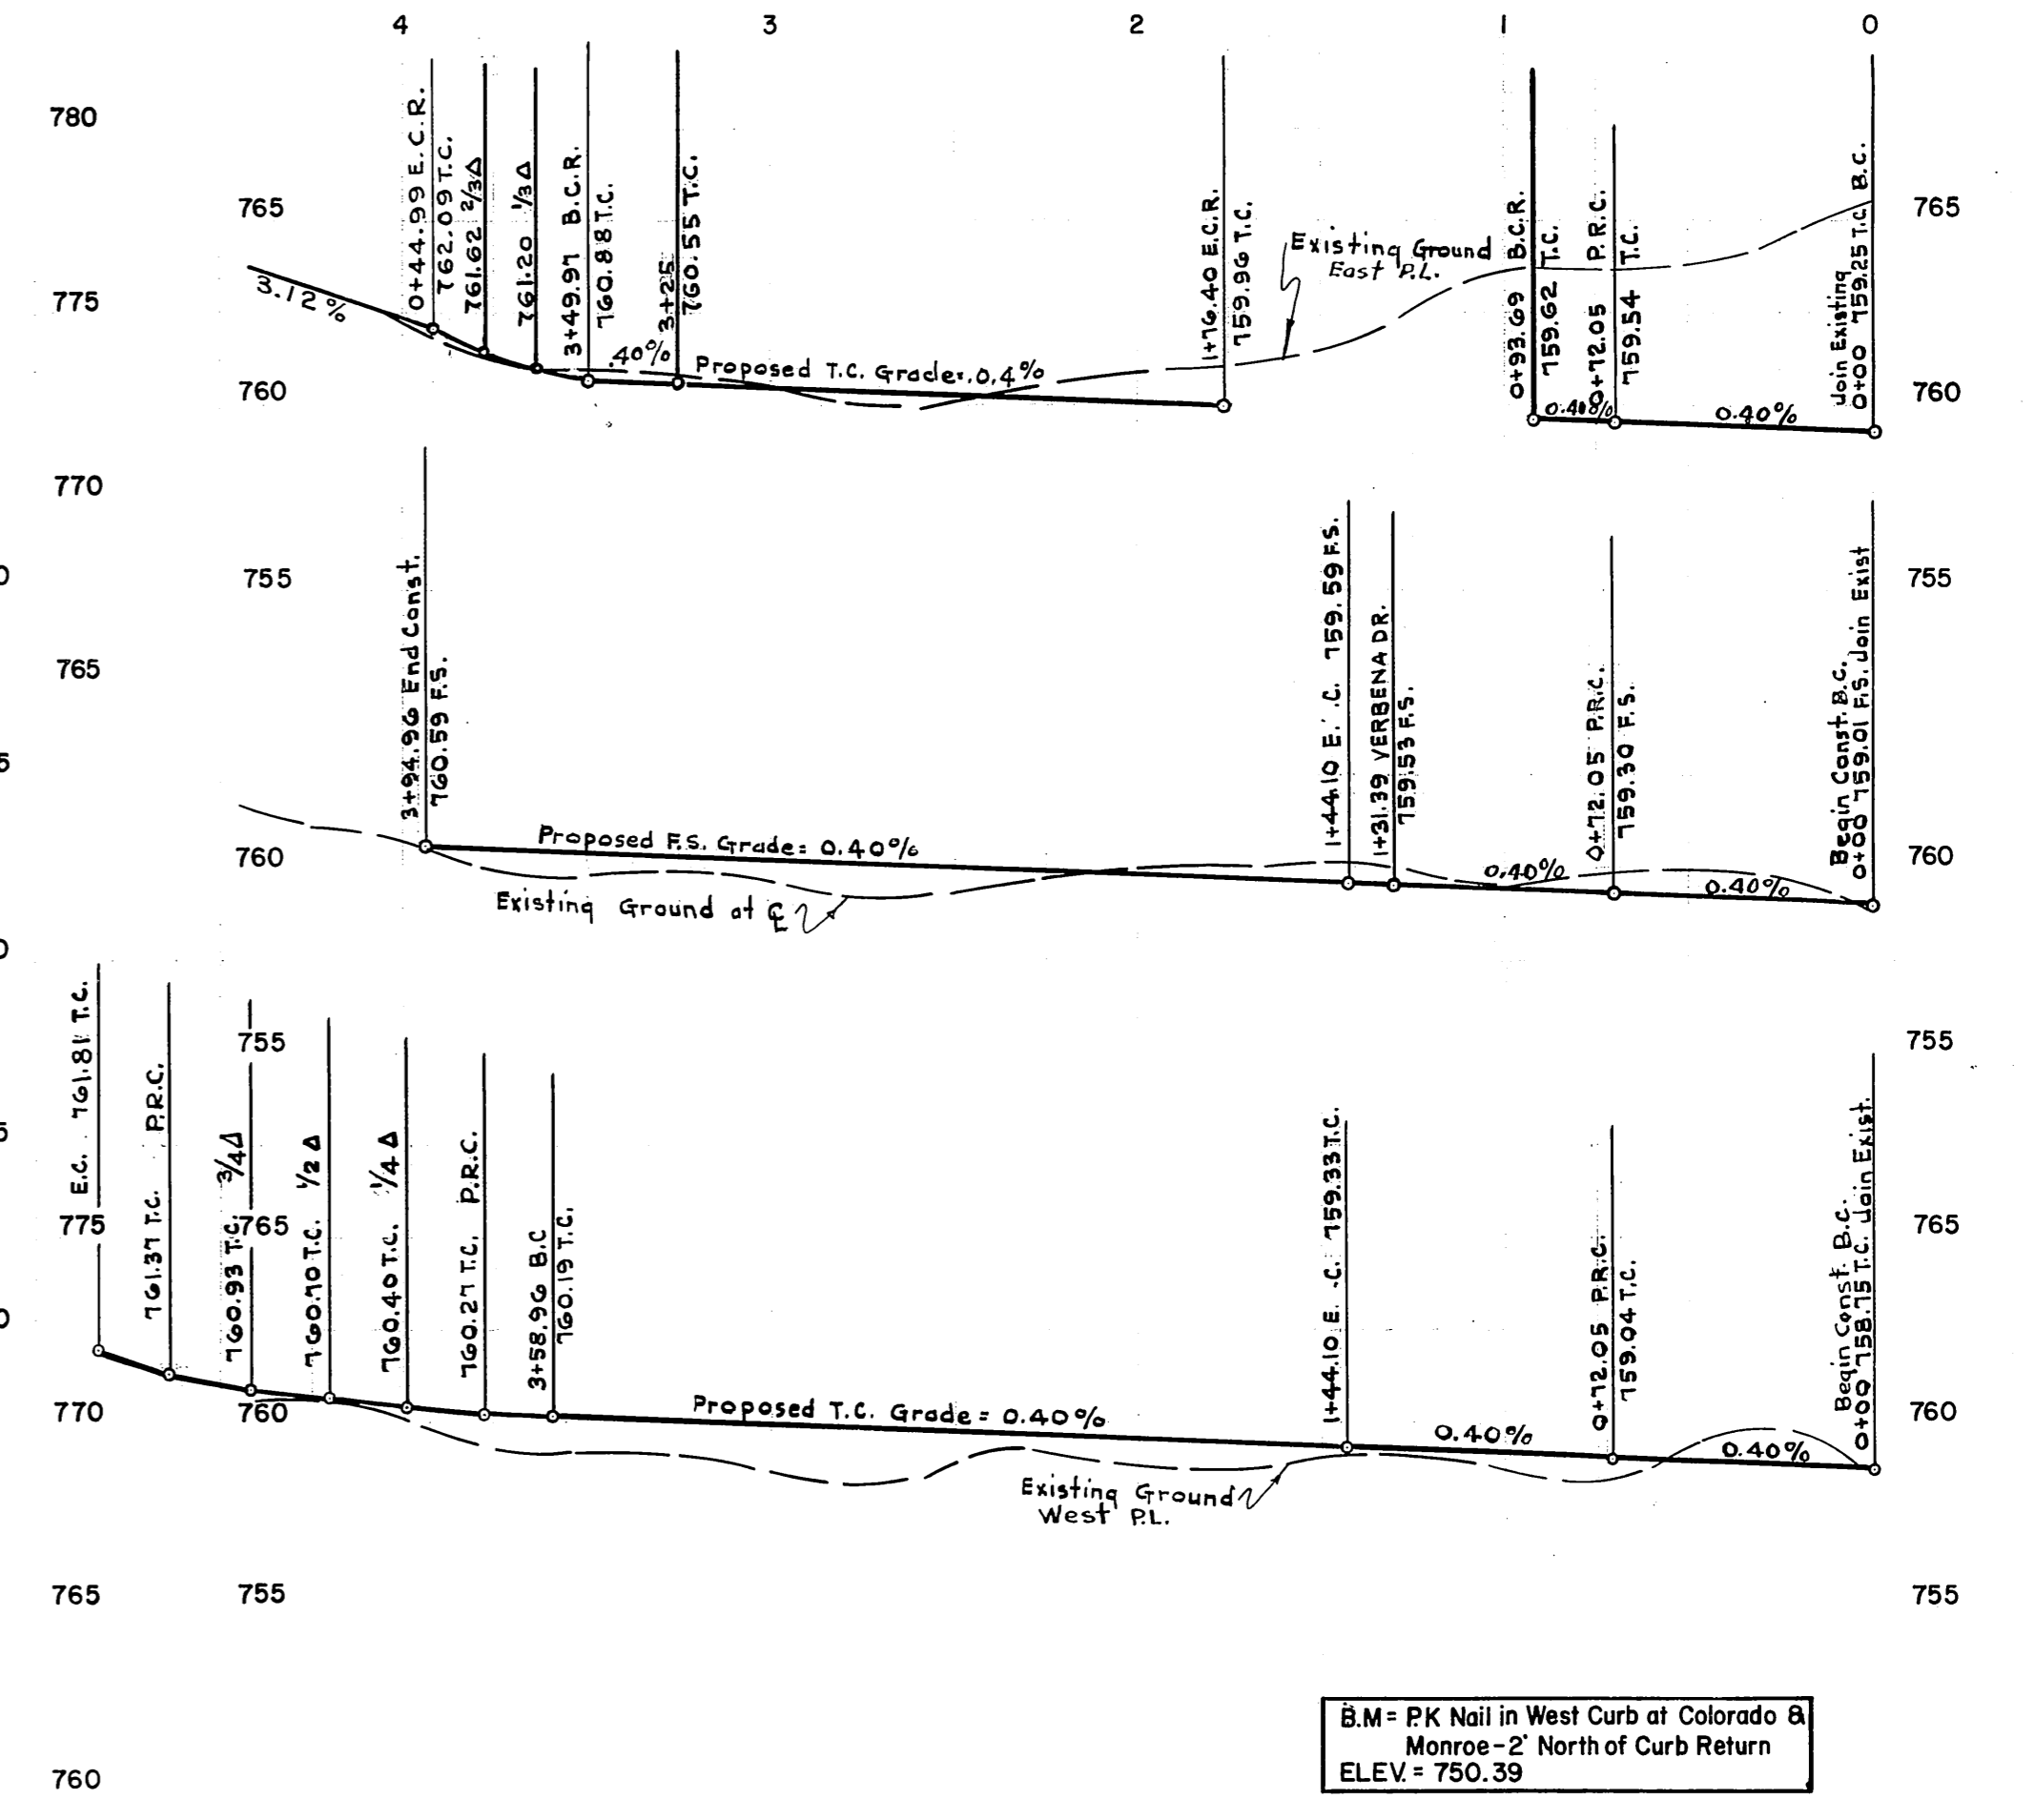 4 3 2 1 0
780
765
765
775
760
760
0+44.99 E.C.R.
762.09 T.C.
761.62 2/3Δ
761.20 1/3Δ
3+49.97 B.C.R.
760.88 T.C.
3+25
760.55 T.C.
1+76.40 E.C.R.
759.96 T.C.
0+93.69 B.C.R.
759.62 T.C.
0+72.05 P.R.C.
759.54 T.C.
Join Existing
0+00 759.25 T.C. B.C.
3.12%
.40%
Proposed T.C. Grade=.0.4%
Existing Ground
East P.L.
0.40%
0.40%
770
755
755
765
760
760
3+94.96 End Const.
760.59 F.S.
1+44.10 E. .C. 759.59 F.S.
1+31.39 VERBENA DR.
759.53 F.S.
0+72.05 P.R.C.
759.30 F.S.
Begin Const. B.C.
0+00 759.01 F.S. Join Exist
Proposed F.S. Grade= 0.40%
0.40%
0.40%
Existing Ground at ℄
755
755
775
765
765
770
760
760
E.C. 761.81 T.C.
761.37 T.C. P.R.C.
760.93 T.C. 3/4Δ
760.70 T.C. 1/2 Δ
760.40 T.C. 1/4 Δ
760.27 T.C. P.R.C.
3+58.96 B.C
760.19 T.C.
1+44.10 E. .C. 759.33 T.C.
0+72.05 P.R.C.
759.04 T.C.
Begin Const. B.C.
0+00 758.75 T.C. Join Exist.
Proposed T.C. Grade = 0.40%
0.40%
0.40%
Existing Ground
West P.L.
765
755
755
760
B.M = P.K Nail in West Curb at Colorado &
Monroe-2' North of Curb Return
ELEV. = 750.39